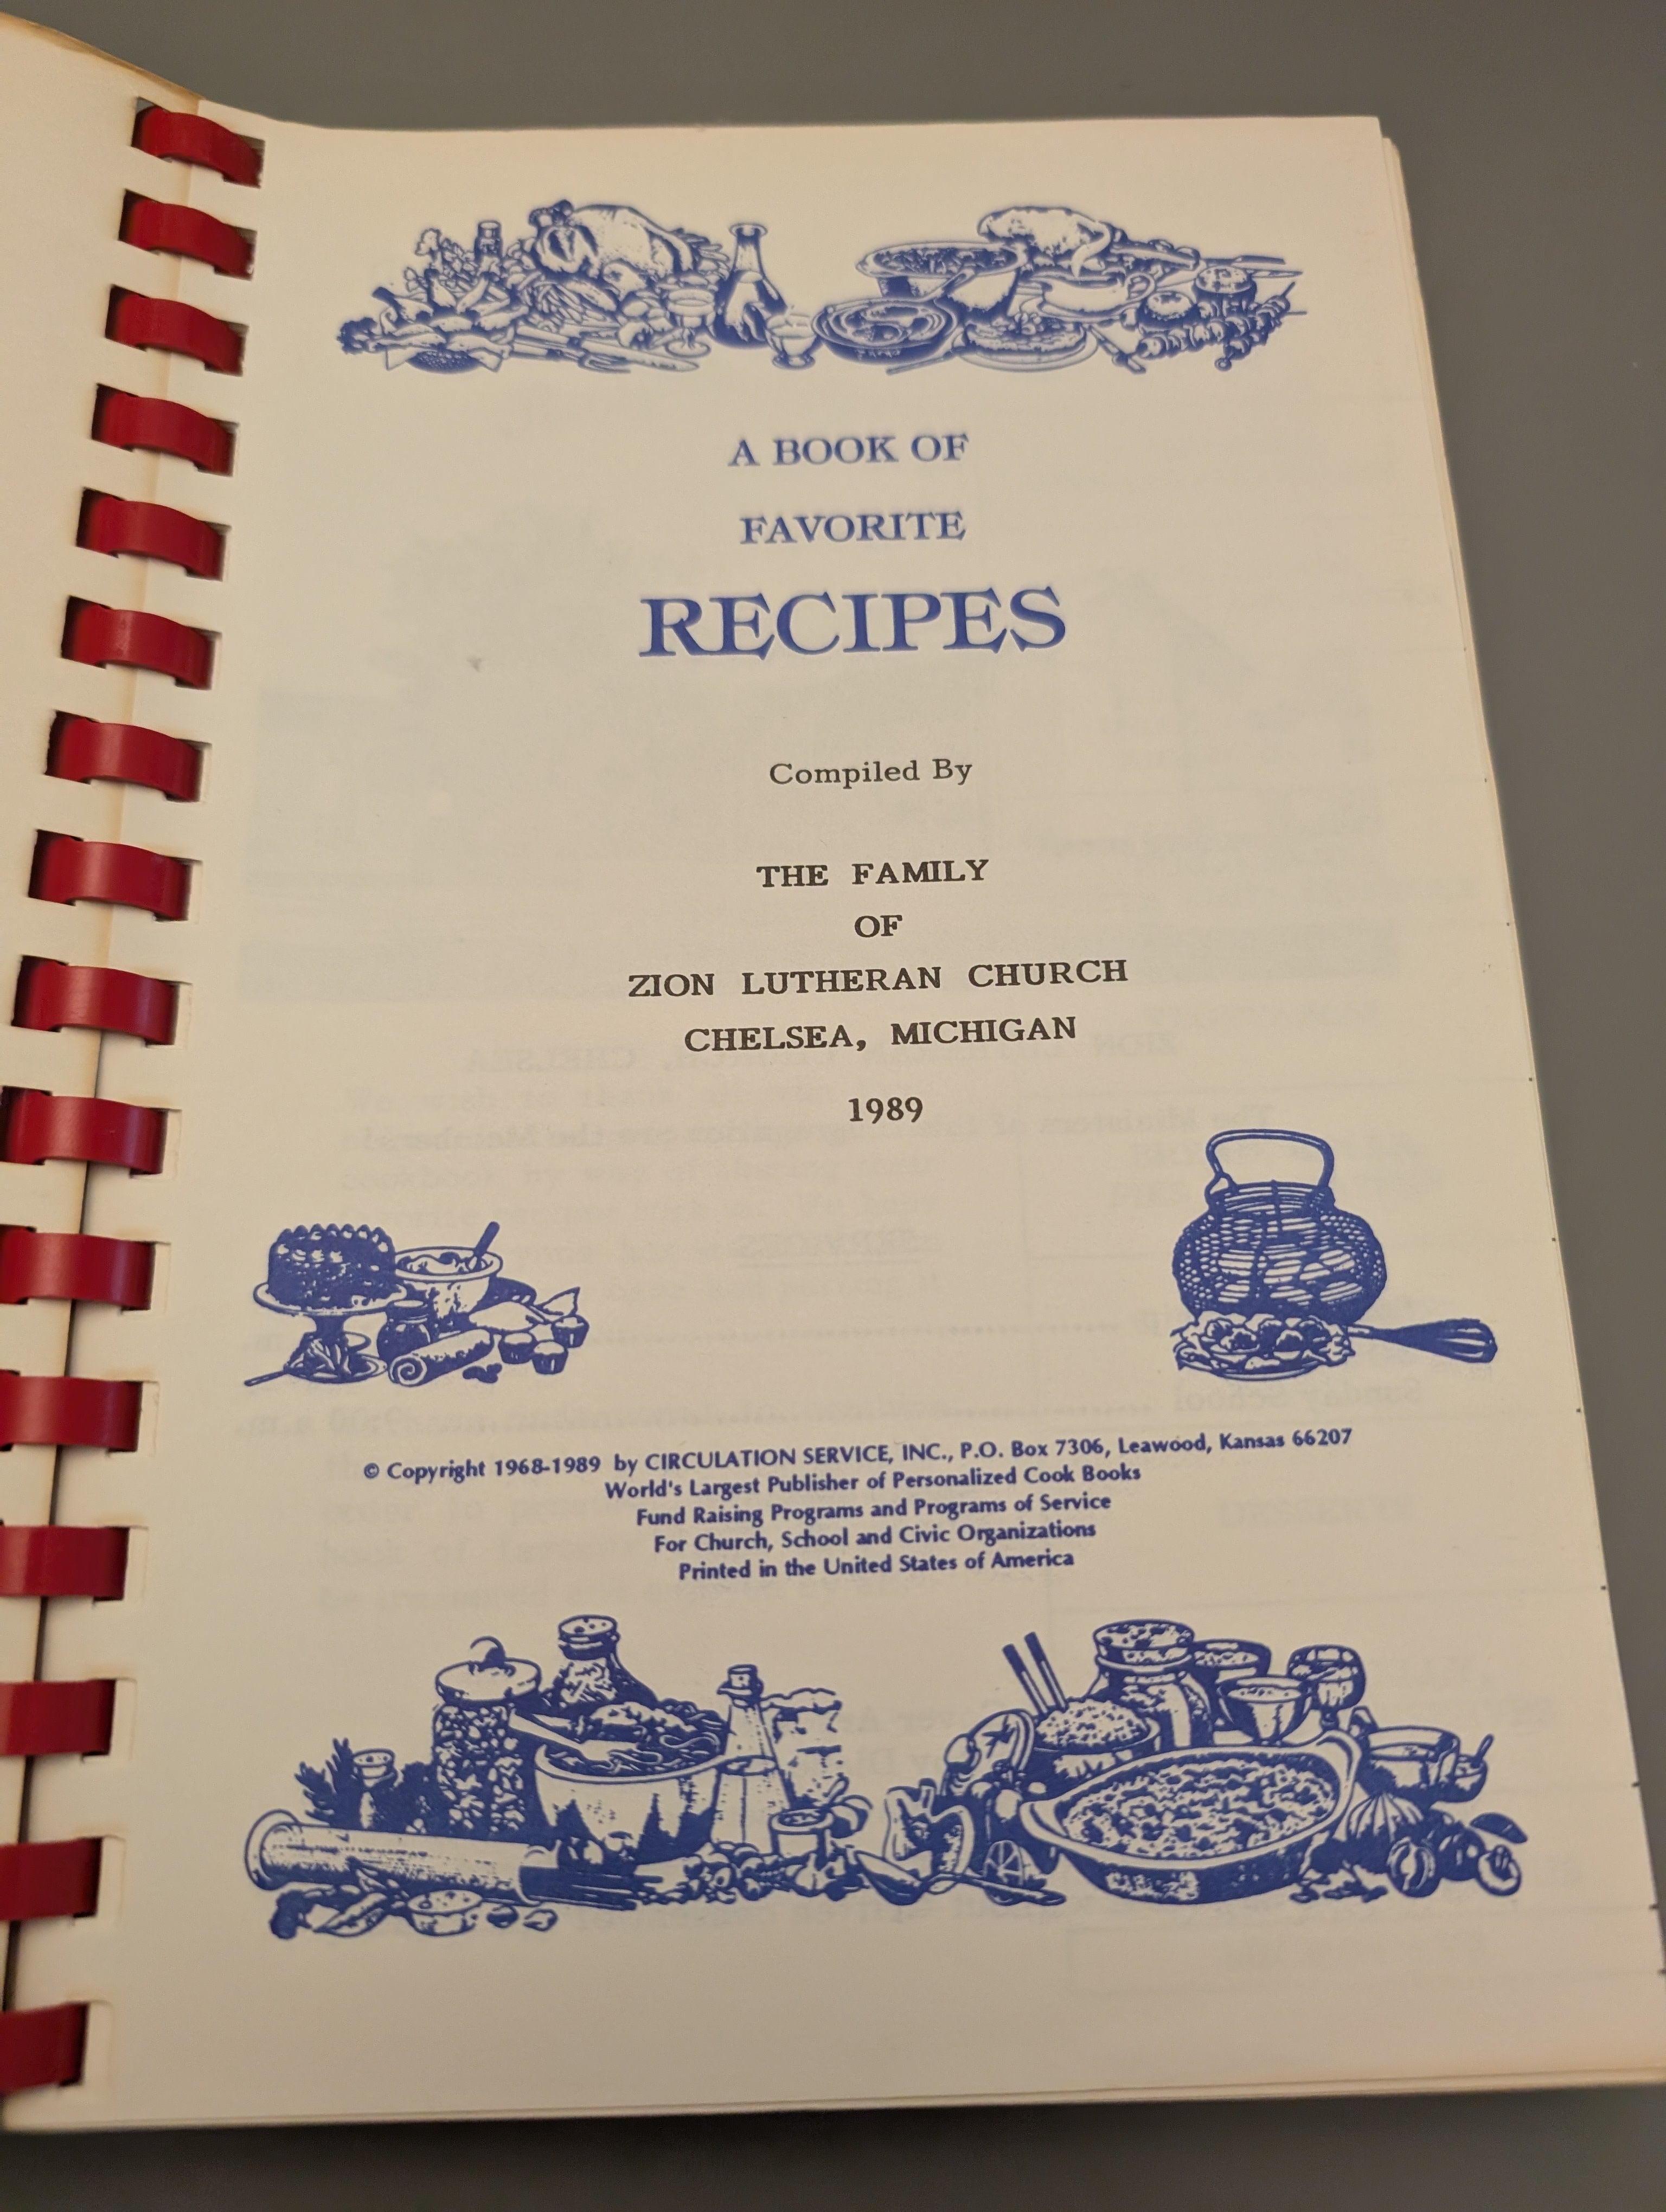 A BOOK OF
FAVORITE
RECIPES
Compiled By
THE FAMILY
OF
ZION LUTHERAN CHURCH
CHELSEA, MICHIGAN
1989
© Copyright 1968-1989 by CIRCULATION SERVICE, INC., P.O. Box 7306, Leawood, Kansas 66207
World's Largest Publisher of Personalized Cook Books
Fund Raising Programs and Programs of Service
For Church, School and Civic Organizations
Printed in the United States of America